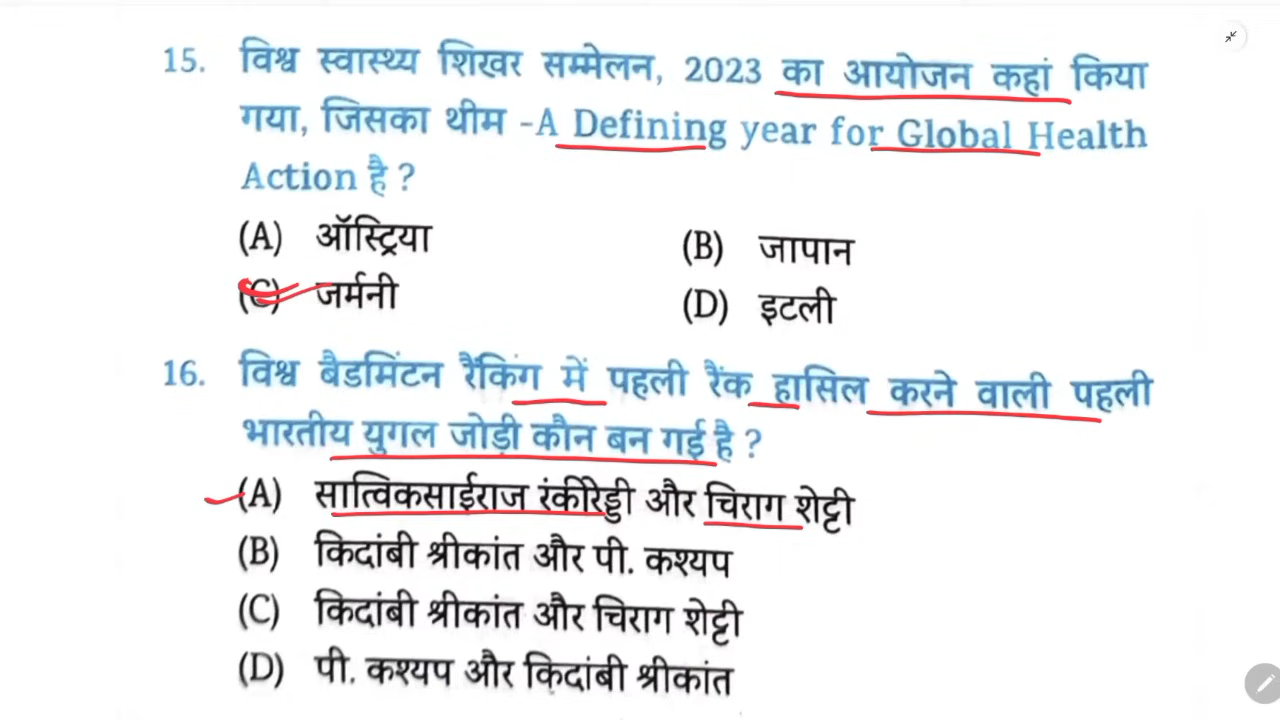 15. विश्व स्वास्थ्य शिखर सम्मेलन, 2023 का आयोजन कहां किया
गया, जिसका थीम -A Defining year for Global Health
Action है ?
(A) ऑस्ट्रिया (B) जापान
(C) जर्मनी (D) इटली
16. विश्व बैडमिंटन रैंकिंग में पहली रैंक हासिल करने वाली पहली
भारतीय युगल जोड़ी कौन बन गई है ?
(A) सात्विकसाईराज रंकीरेड्डी और चिराग शेट्टी
(B) किदांबी श्रीकांत और पी. कश्यप
(C) किदांबी श्रीकांत और चिराग शेट्टी
(D) पी. कश्यप और किदांबी श्रीकांत